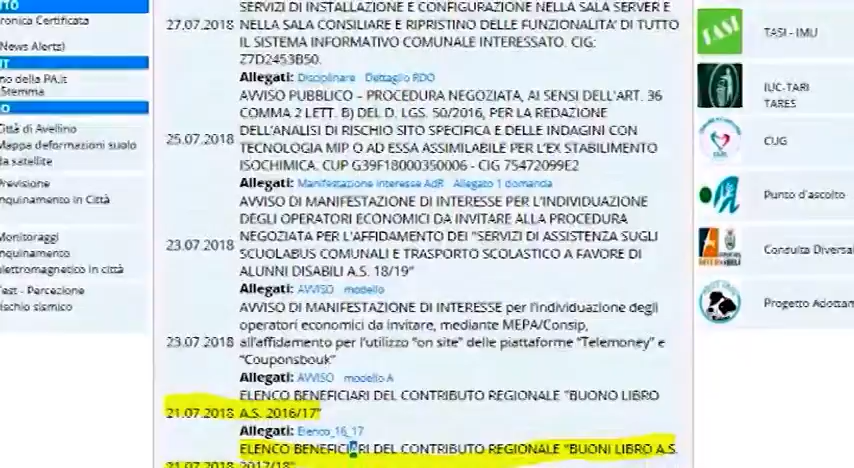 TTO
ronica Certificata
(News Alerts)
IT
no della PA.it
Stemma
O
Città di Avellino
Mappa deformazioni suolo
da satellite
Previsione
nquinamento in Città
Monitoraggi
nquinamento
elettromagnetico in città
Test - Percezione
rischio sismico
SERVIZI DI INSTALLAZIONE E CONFIGURAZIONE NELLA SALA SERVER E
27.07.2018 NELLA SALA CONSILIARE E RIPRISTINO DELLE FUNZIONALITA' DI TUTTO
IL SISTEMA INFORMATIVO COMUNALE INTERESSATO. CIG:
Z7D2453B50.
Allegati: Disciplinare Dettaglio RDO
AVVISO PUBBLICO – PROCEDURA NEGOZIATA, AI SENSI DELL'ART. 36
COMMA 2 LETT. B) DEL D. LGS. 50/2016, PER LA REDAZIONE
25.07.2018 DELL'ANALISI DI RISCHIO SITO SPECIFICA E DELLE INDAGINI CON
TECNOLOGIA MIP O AD ESSA ASSIMILABILE PER L'EX STABILIMENTO
ISOCHIMICA. CUP G39F18000350006 - CIG 75472099E2
Allegati: Manifestazione interesse AdR Allegato 1 domanda
AVVISO DI MANIFESTAZIONE DI INTERESSE PER L'INDIVIDUAZIONE
DEGLI OPERATORI ECONOMICI DA INVITARE ALLA PROCEDURA
23.07.2018 NEGOZIATA PER L'AFFIDAMENTO DEI "SERVIZI DI ASSISTENZA SUGLI
SCUOLABUS COMUNALI E TRASPORTO SCOLASTICO A FAVORE DI
ALUNNI DISABILI A.S. 18/19"
Allegati: AVVISO modello
AVVISO DI MANIFESTAZIONE DI INTERESSE per l'individuazione degli
operatori economici da invitare, mediante MEPA/Consip,
23.07.2018 all'affidamento per l'utilizzo "on site" delle piattaforme "Telemoney" e
"Couponsbouk"
Allegati: AVVISO modello A
ELENCO BENEFICIARI DEL CONTRIBUTO REGIONALE "BUONO LIBRO
21.07.2018 A.S. 2016/17"
Allegati: Elenco_16_17
ELENCO BENEFICIARI DEL CONTRIBUTO REGIONALE "BUONI LIBRO A.S.
21.07.2018 2017/18"
TASI
TASI - IMU
IUC-TARI
TARES
CUG
Punto d'ascolto
Consulta Diversa
Progetto Adottam